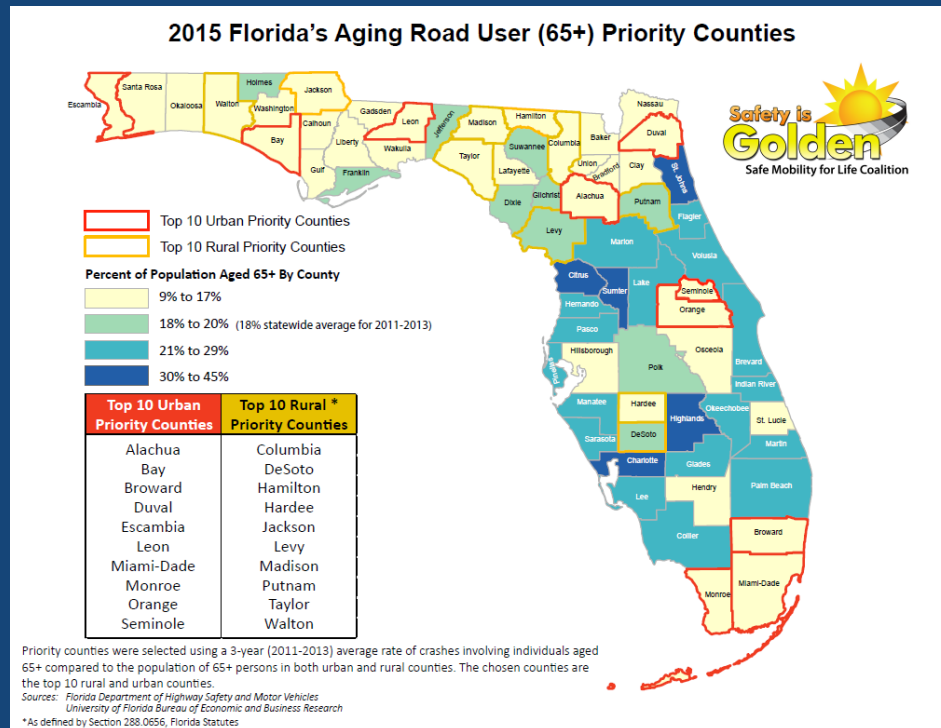 2015 Florida's Aging Road User (65+) Priority Counties
Safety is
Golden
Safe Mobility for Life Coalition
Escambia
Santa Rosa
Okaloosa
Walton
Holmes
Washington
Jackson
Bay
Calhoun
Gulf
Liberty
Gadsden
Franklin
Leon
Wakulla
Jefferson
Madison
Taylor
Hamilton
Suwannee
Lafayette
Dixie
Columbia
Gilchrist
Levy
Baker
Union
Bradford
Alachua
Nassau
Duval
Clay
St. Johns
Putnam
Flagler
Marion
Volusia
Citrus
Sumter
Lake
Seminole
Orange
Hernando
Pasco
Pinellas
Hillsborough
Polk
Osceola
Brevard
Indian River
Manatee
Hardee
Highlands
Okeechobee
St. Lucie
Sarasota
DeSoto
Martin
Charlotte
Glades
Lee
Hendry
Palm Beach
Collier
Broward
Monroe
Miami-Dade
Top 10 Urban Priority Counties
Top 10 Rural Priority Counties
Percent of Population Aged 65+ By County
9% to 17%
18% to 20% (18% statewide average for 2011-2013)
21% to 29%
30% to 45%
Top 10 Urban Priority Counties
Top 10 Rural * Priority Counties
Alachua Columbia
Bay DeSoto
Broward Hamilton
Duval Hardee
Escambia Jackson
Leon Levy
Miami-Dade Madison
Monroe Putnam
Orange Taylor
Seminole Walton
Priority counties were selected using a 3-year (2011-2013) average rate of crashes involving individuals aged
65+ compared to the population of 65+ persons in both urban and rural counties. The chosen counties are
the top 10 rural and urban counties.
Sources: Florida Department of Highway Safety and Motor Vehicles
University of Florida Bureau of Economic and Business Research
*As defined by Section 288.0656, Florida Statutes